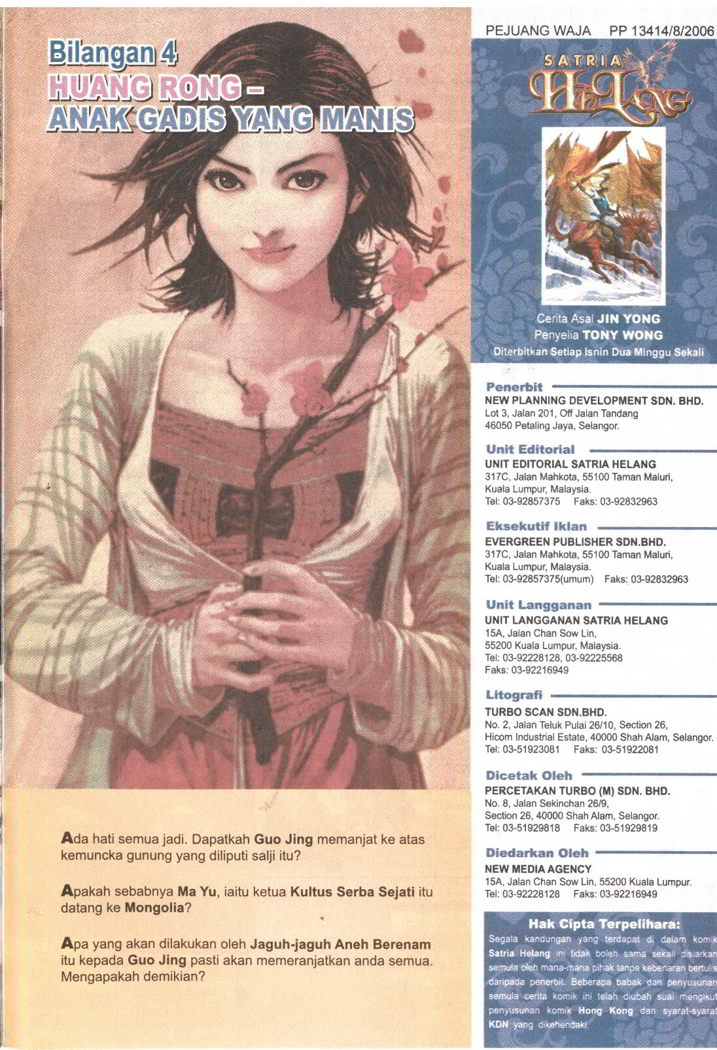 Bilangan 4
HUANG RONG –
ANAK GADIS YANG MANIS
Ada hati semua jadi. Dapatkah Guo Jing memanjat ke atas
kemuncka gunung yang diliputi salji itu?
Apakah sebabnya Ma Yu, iaitu ketua Kultus Serba Sejati itu
datang ke Mongolia?
Apa yang akan dilakukan oleh Jaguh-jaguh Aneh Berenam
itu kepada Guo Jing pasti akan memeranjatkan anda semua.
Mengapakah demikian?
PEJUANG WAJA PP 13414/8/2006
SATRIA
HeLang
Cerita Asal JIN YONG
Penyelia TONY WONG
Diterbitkan Setiap Isnin Dua Minggu Sekali
Penerbit
NEW PLANNING DEVELOPMENT SDN. BHD.
Lot 3, Jalan 201, Off Jalan Tandang
46050 Petaling Jaya, Selangor.
Unit Editorial
UNIT EDITORIAL SATRIA HELANG
317C, Jalan Mahkota, 55100 Taman Maluri,
Kuala Lumpur, Malaysia.
Tel: 03-92857375 Faks: 03-92832963
Eksekutif Iklan
EVERGREEN PUBLISHER SDN.BHD.
317C, Jalan Mahkota, 55100 Taman Maluri,
Kuala Lumpur, Malaysia.
Tel: 03-92857375(umum) Faks: 03-92832963
Unit Langganan
UNIT LANGGANAN SATRIA HELANG
15A, Jalan Chan Sow Lin,
55200 Kuala Lumpur, Malaysia.
Tel: 03-92228128, 03-92225568
Faks: 03-92216949
Litografi
TURBO SCAN SDN.BHD.
No. 2, Jalan Teluk Pulai 26/10, Section 26,
Hicom Industrial Estate, 40000 Shah Alam, Selangor.
Tel: 03-51923081 Faks: 03-51922081
Dicetak Oleh
PERCETAKAN TURBO (M) SDN. BHD.
No. 8, Jalan Sekinchan 26/9,
Section 26, 40000 Shah Alam, Selangor.
Tel: 03-51929818 Faks: 03-51929819
Diedarkan Oleh
NEW MEDIA AGENCY
15A, Jalan Chan Sow Lin, 55200 Kuala Lumpur.
Tel: 03-92228128 Faks: 03-92216949
Hak Cipta Terpelihara:
Segala kandungan yang terdapat di dalam komik
Satria Helang ini tidak boleh sama sekali disiarkan
semula oleh mana-mana pihak tanpa kebenaran bertulis
daripada penerbit. Beberapa babak dan penyusunan
semula cerita komik ini telah diubah suai mengikut
penyusunan komik Hong Kong dan syarat-syarat
KDN yang dikehendaki.